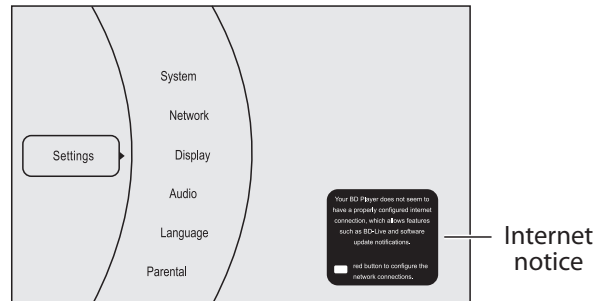 System
Network
Settings
Display
Audio
Language
Parental
Your BD Player does not seem to
have a properly configured internet
connection, which allows features
such as BD-Live and software
update notifications.
red button to configure the
network connections.
Internet
notice